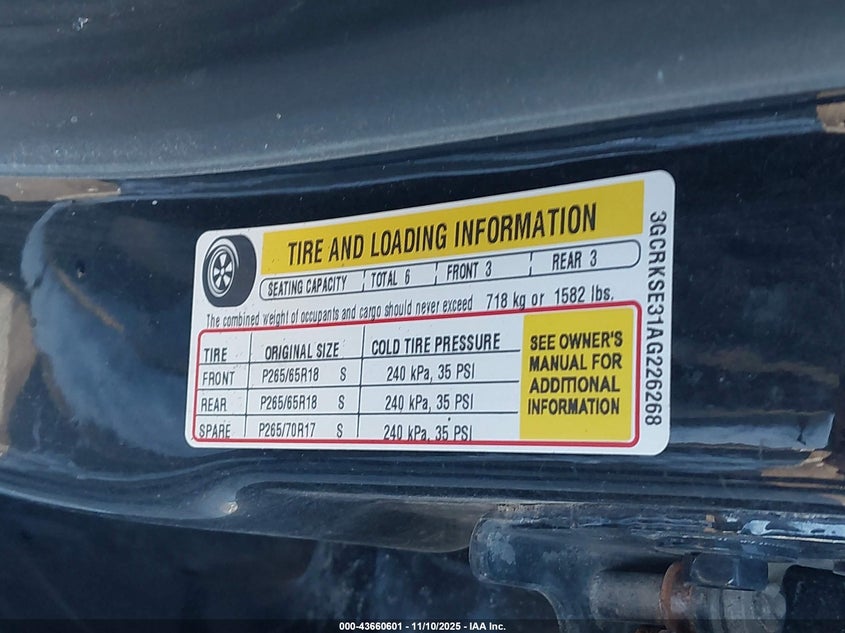 TIRE AND LOADING INFORMATION
SEATING CAPACITY TOTAL 6 FRONT 3 REAR 3
The combined weight of occupants and cargo should never exceed 718 kg or 1582 lbs.
TIRE ORIGINAL SIZE COLD TIRE PRESSURE
FRONT P265/65R18 S 240 kPa, 35 PSI
REAR P265/65R18 S 240 kPa, 35 PSI
SPARE P265/70R17 S 240 kPa, 35 PSI
SEE OWNER'S
MANUAL FOR
ADDITIONAL
INFORMATION
3GCRKSE31AG226268
000-43660601 - 11/10/2025 - IAA Inc.